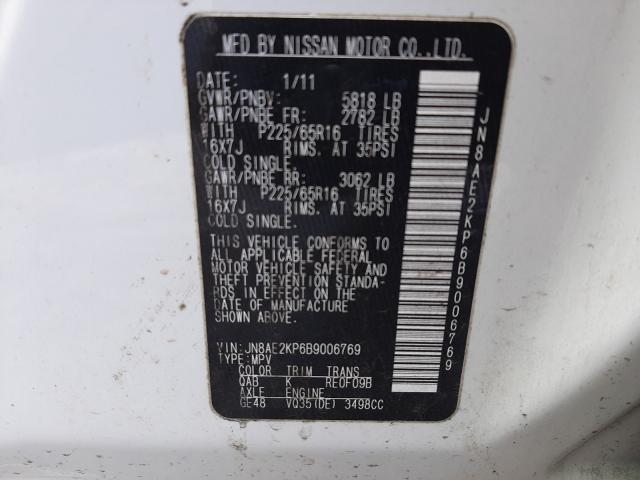 MFD BY NISSAN MOTOR CO.,LTD.
DATE: 1/11
GVWR/PNBV: 5818 LB
GAWR/PNBE FR: 2782 LB
WITH P225/65R16 TIRES
16X7J RIMS. AT 35PSI
COLD SINGLE.
GAWR/PNBE RR: 3062 LB
WITH P225/65R16 TIRES
16X7J RIMS. AT 35PSI
COLD SINGLE.
THIS VEHICLE CONFORMS TO
ALL APPLICABLE FEDERAL
MOTOR VEHICLE SAFETY AND
THEFT PREVENTION STANDA-
RDS IN EFFECT ON THE
DATE OF MANUFACTURE
SHOWN ABOVE.
VIN: JN8AE2KP6B9006769
TYPE: MPV
COLOR TRIM TRANS
QAB K RE0F09B
AXLE ENGINE
GE48 VQ35(DE) 3498CC
JN8AE2KP6B9006769